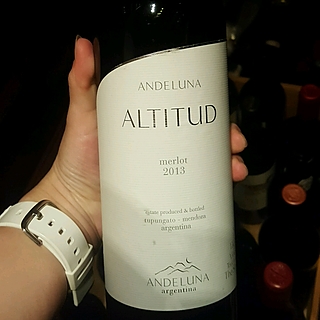 ANDELUNA
ALTITUD
merlot
2013
grown produced & bottled
tupungato - mendoza
argentina
ANDELUNA
argentina